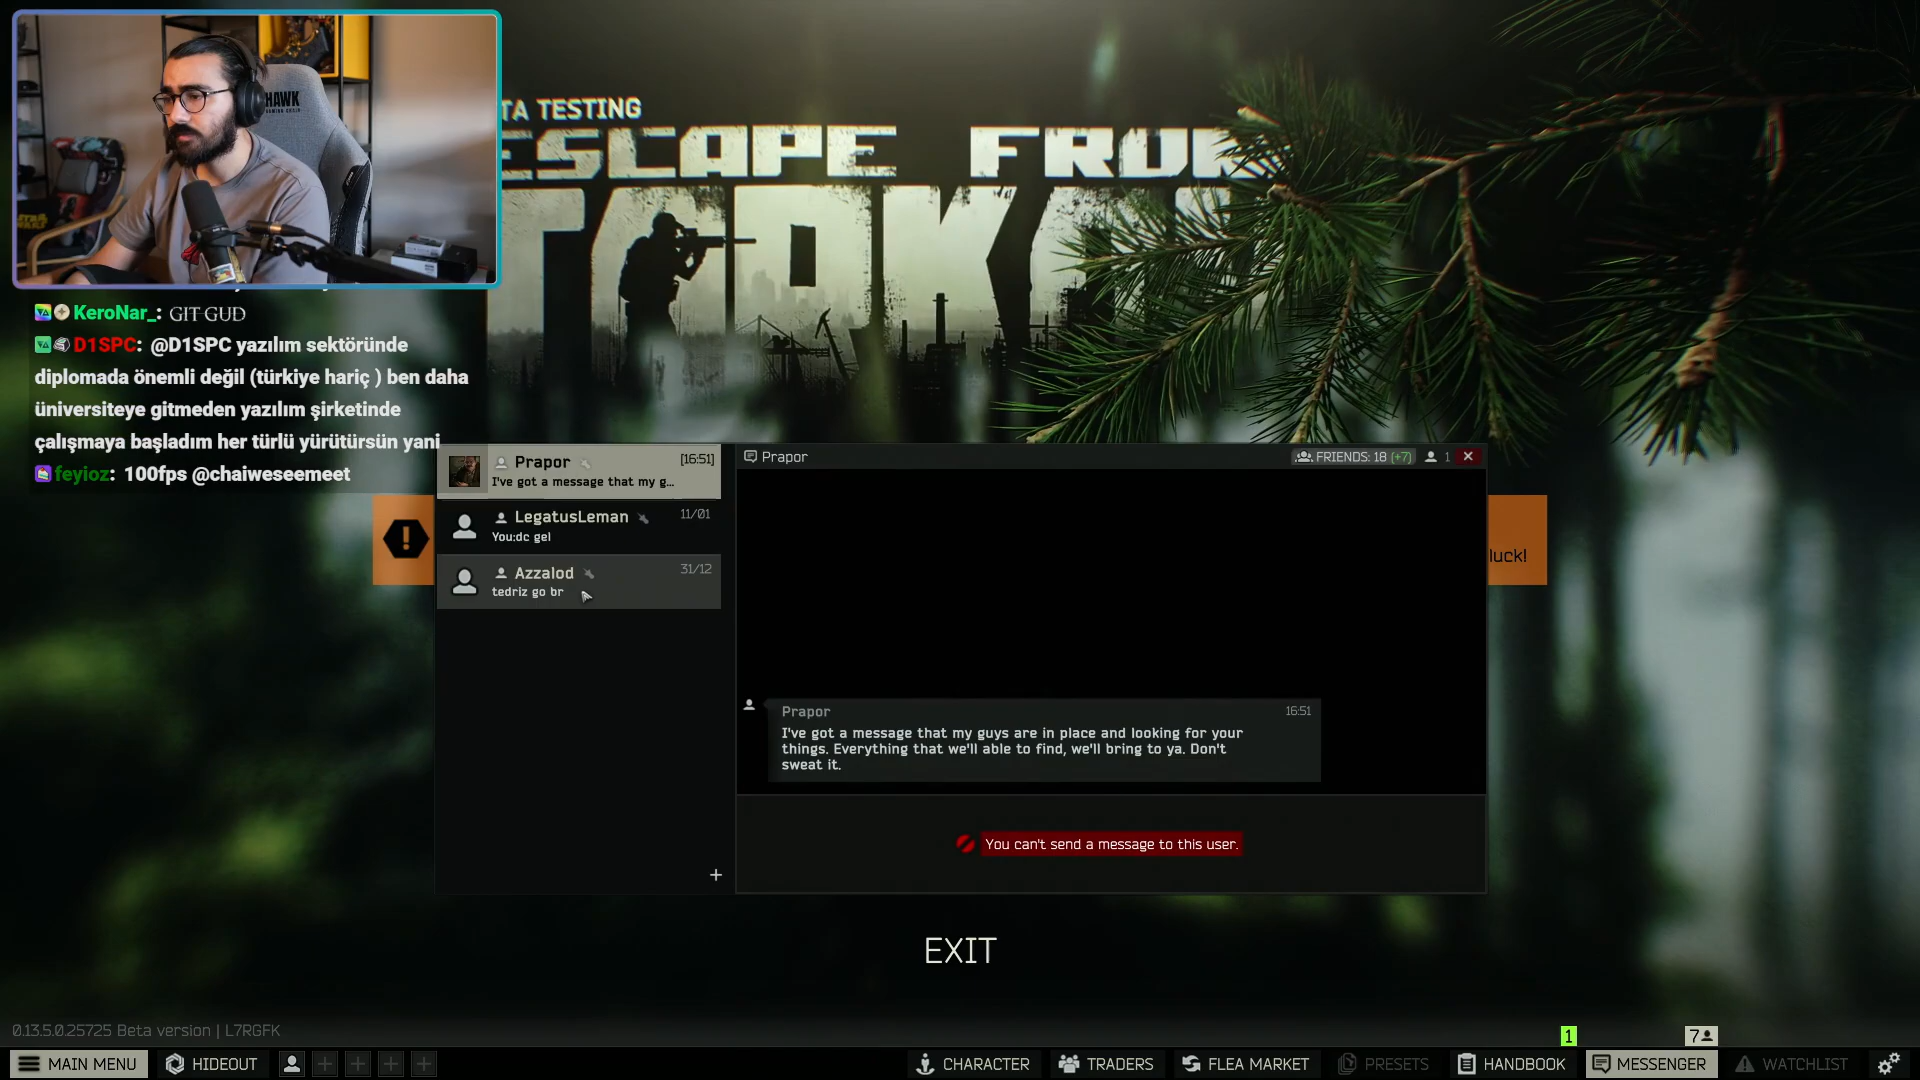 HAWK
TA TESTING
ESCAPE FROM
TARKOV
KeroNar_: GIT GUD
D1SPC: @D1SPC yazılım sektöründe
diplomada önemli değil (türkiye hariç ) ben daha
üniversiteye gitmeden yazılım şirketinde
çalışmaya başladım her türlü yürütürsün yani
feyioz: 100fps @chaiweseemeet
Prapor [16:51]
I've got a message that my g...
LegatusLeman 11/01
You:dc gel
Azzalod 31/12
tedriz go br
Prapor FRIENDS: 18 (+7) 1
Prapor 16:51
I've got a message that my guys are in place and looking for your
things. Everything that we'll able to find, we'll bring to ya. Don't
sweat it.
You can't send a message to this user.
luck!
EXIT
0.13.5.0.25725 Beta version | L7RGFK
1 7
MAIN MENU HIDEOUT CHARACTER TRADERS FLEA MARKET PRESETS HANDBOOK MESSENGER WATCHLIST